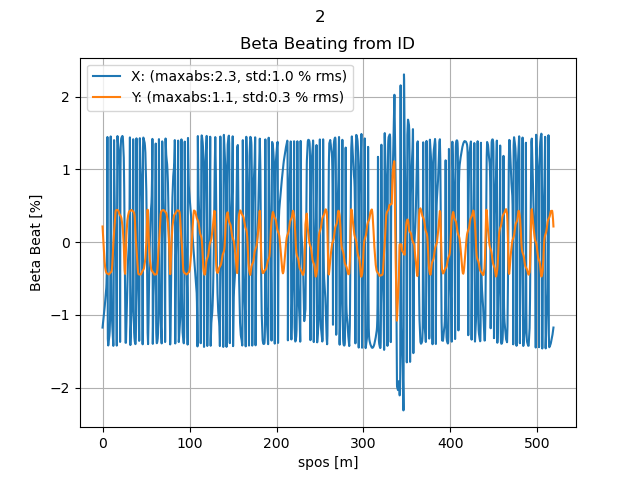 2
Beta Beating from ID
X: (maxabs:2.3, std:1.0 % rms)
Y: (maxabs:1.1, std:0.3 % rms)
Beta Beat [%]
2
1
0
−1
−2
0 100 200 300 400 500
spos [m]